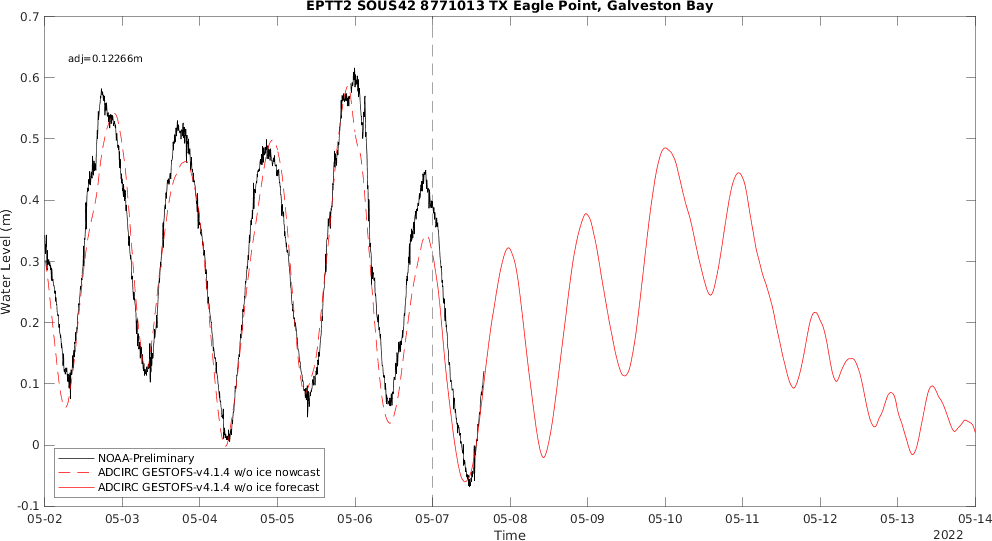 EPTT2 SOUS42 8771013 TX Eagle Point, Galveston Bay
0.7
adj=0.12266m
0.6
0.5
0.4
0.3
0.2
0.1
0
-0.1
Water Level (m)
NOAA-Preliminary
ADCIRC GESTOFS-v4.1.4 w/o ice nowcast
ADCIRC GESTOFS-v4.1.4 w/o ice forecast
05-02 05-03 05-04 05-05 05-06 05-07 05-08 05-09 05-10 05-11 05-12 05-13 05-14
Time
2022